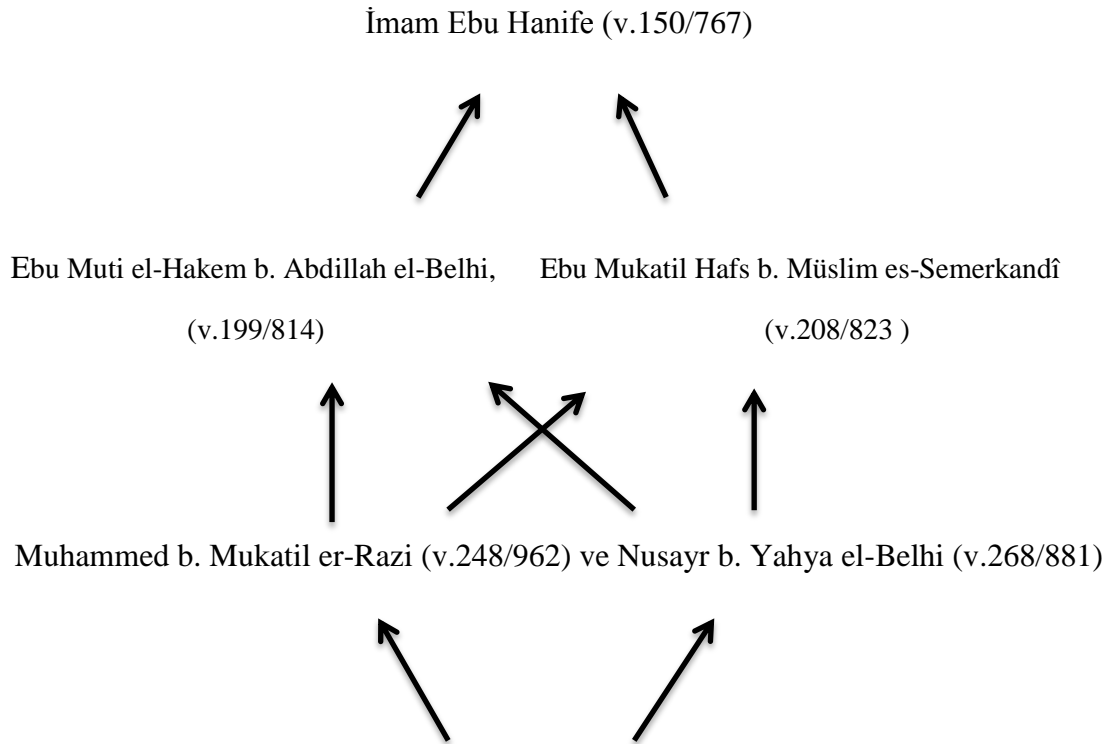 İmam Ebu Hanife (v.150/767)
Ebu Muti el-Hakem b. Abdillah el-Belhi, Ebu Mukatil Hafs b. Müslim es-Semerkandî
(v.199/814) (v.208/823 )
Muhammed b. Mukatil er-Razi (v.248/962) ve Nusayr b. Yahya el-Belhi (v.268/881)